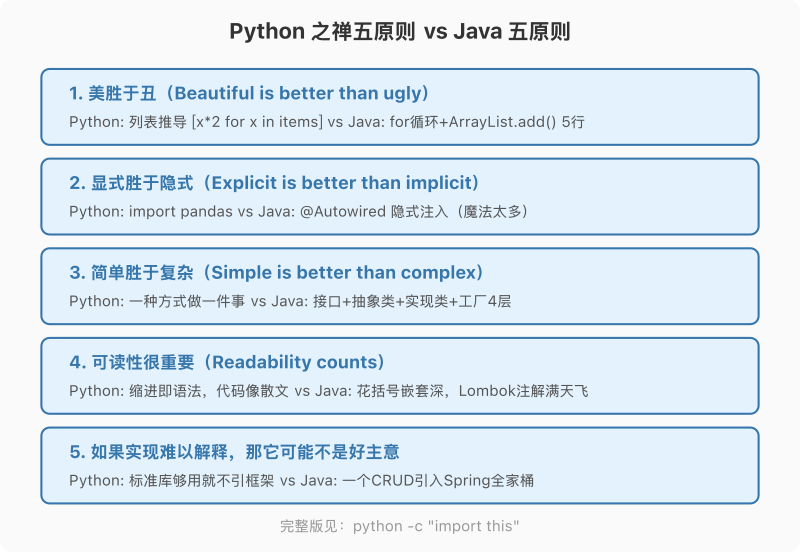 Python 之禅五原则 vs Java 五原则
1. 美胜于丑（Beautiful is better than ugly）
Python: 列表推导 [x*2 for x in items] vs Java: for循环+ArrayList.add() 5行
2. 显式胜于隐式（Explicit is better than implicit）
Python: import pandas vs Java: @Autowired 隐式注入（魔法太多）
3. 简单胜于复杂（Simple is better than complex）
Python: 一种方式做一件事 vs Java: 接口+抽象类+实现类+工厂4层
4. 可读性很重要（Readability counts）
Python: 缩进即语法，代码像散文 vs Java: 花括号嵌套深，Lombok注解满天飞
5. 如果实现难以解释，那它可能不是好主意
Python: 标准库够用就不引框架 vs Java: 一个CRUD引入Spring全家桶
完整版见：python -c "import this"